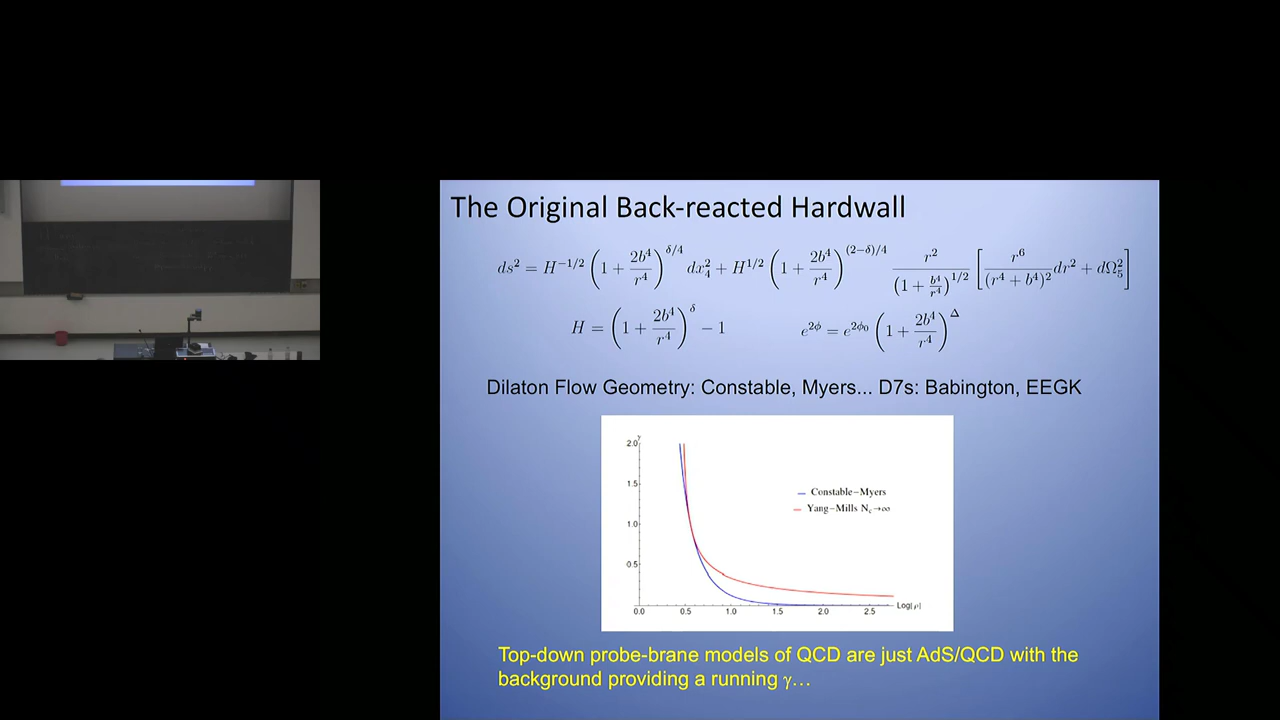 The Original Back-reacted Hardwall
ds² = H^{-1/2} (1 + 2b⁴/r⁴)^{δ/4} dx₄² + H^{1/2} (1 + 2b⁴/r⁴)^{(2-δ)/4} r²/(1 + b⁴/r⁴)^{1/2} [r⁶/(r⁴ + b⁴)² dr² + dΩ₅²]
H = (1 + 2b⁴/r⁴)^δ − 1 e^{2ϕ} = e^{2ϕ₀} (1 + 2b⁴/r⁴)^Δ
Dilaton Flow Geometry: Constable, Myers... D7s: Babington, EEGK
γ
2.0
1.5
1.0
0.5
Constable−Myers
Yang−Mills N_c→∞
0.0 0.5 1.0 1.5 2.0 2.5 Log[ρ]
Top-down probe-brane models of QCD are just AdS/QCD with the
background providing a running γ…